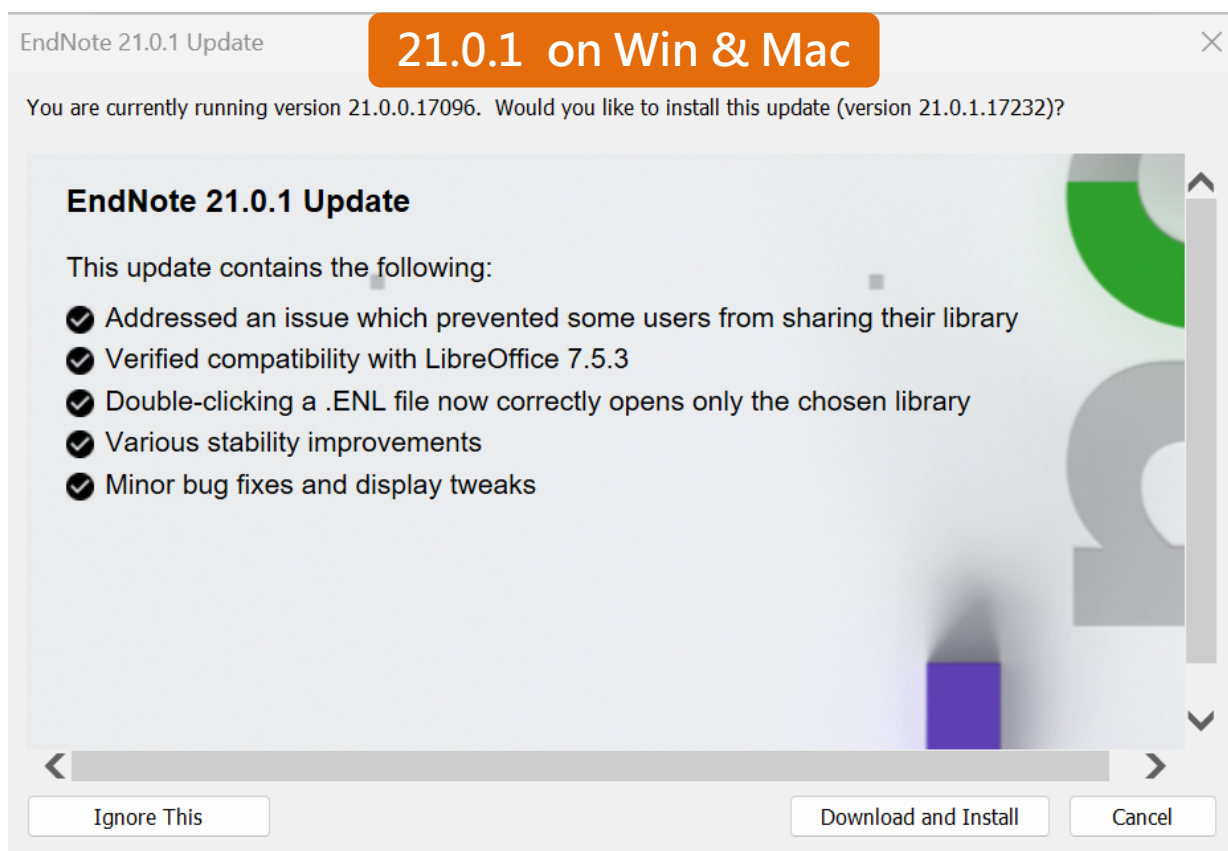 EndNote 21.0.1 Update
21.0.1 on Win & Mac
You are currently running version 21.0.0.17096. Would you like to install this update (version 21.0.1.17232)?
EndNote 21.0.1 Update
This update contains the following:
Addressed an issue which prevented some users from sharing their library
Verified compatibility with LibreOffice 7.5.3
Double-clicking a .ENL file now correctly opens only the chosen library
Various stability improvements
Minor bug fixes and display tweaks
Ignore This
Download and Install
Cancel